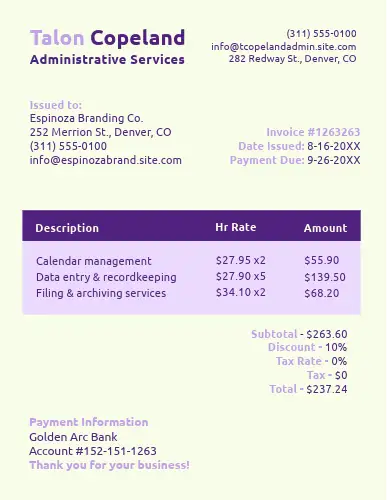 Talon Copeland
Administrative Services
(311) 555-0100
info@tcopelandadmin.site.com
282 Redway St., Denver, CO
Issued to:
Espinoza Branding Co.
252 Merrion St., Denver, CO
(311) 555-0100
info@espinozabrand.site.com
Invoice #1263263
Date Issued: 8-16-20XX
Payment Due: 9-26-20XX
Description Hr Rate Amount
Calendar management $27.95 x2 $55.90
Data entry & recordkeeping $27.90 x5 $139.50
Filing & archiving services $34.10 x2 $68.20
Subtotal - $263.60
Discount - 10%
Tax Rate - 0%
Tax - $0
Total - $237.24
Payment Information
Golden Arc Bank
Account #152-151-1263
Thank you for your business!